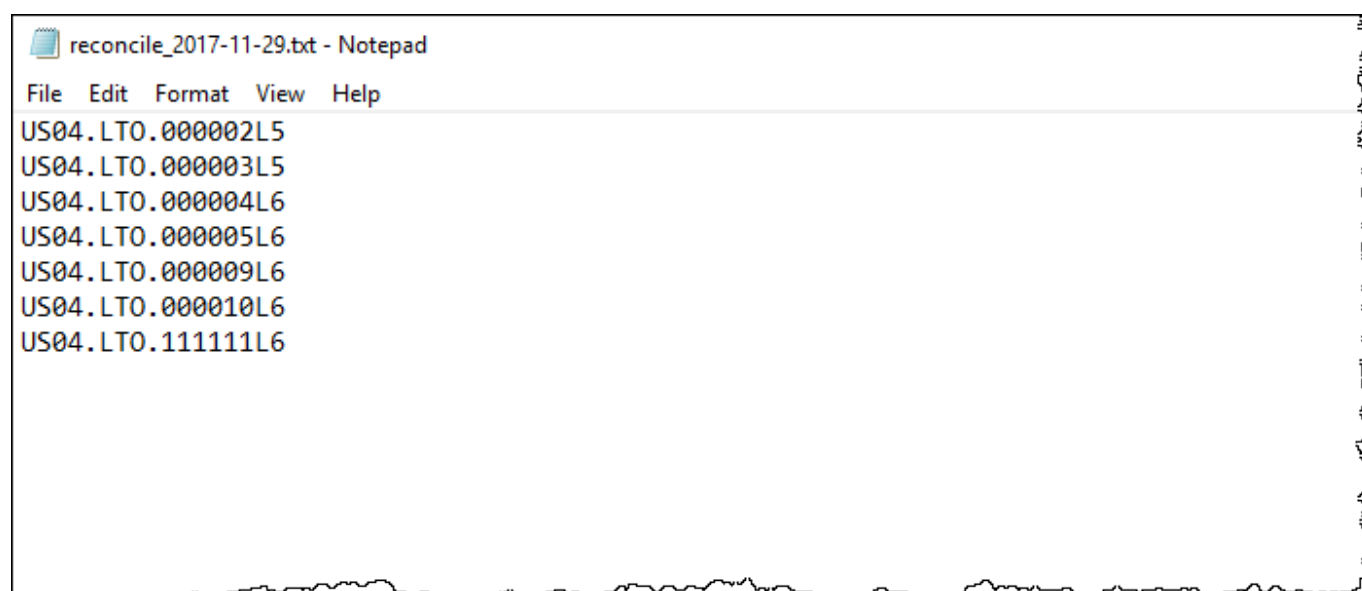 reconcile_2017-11-29.txt - Notepad
File Edit Format View Help
US04.LTO.000002L5
US04.LTO.000003L5
US04.LTO.000004L6
US04.LTO.000005L6
US04.LTO.000009L6
US04.LTO.000010L6
US04.LTO.111111L6